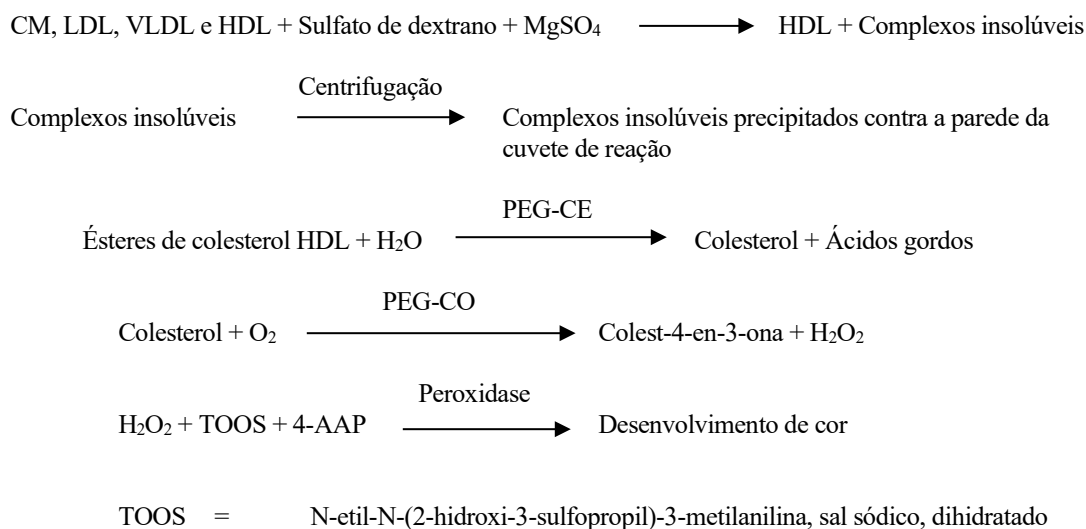 CM, LDL, VLDL e HDL + Sulfato de dextrano + MgSO₄ ⟶ HDL + Complexos insolúveis
Centrifugação
Complexos insolúveis ⟶ Complexos insolúveis precipitados contra a parede da
cuvete de reação
PEG-CE
Ésteres de colesterol HDL + H₂O ⟶ Colesterol + Ácidos gordos
PEG-CO
Colesterol + O₂ ⟶ Colest-4-en-3-ona + H₂O₂
Peroxidase
H₂O₂ + TOOS + 4-AAP ⟶ Desenvolvimento de cor
TOOS = N-etil-N-(2-hidroxi-3-sulfopropil)-3-metilanilina, sal sódico, dihidratado